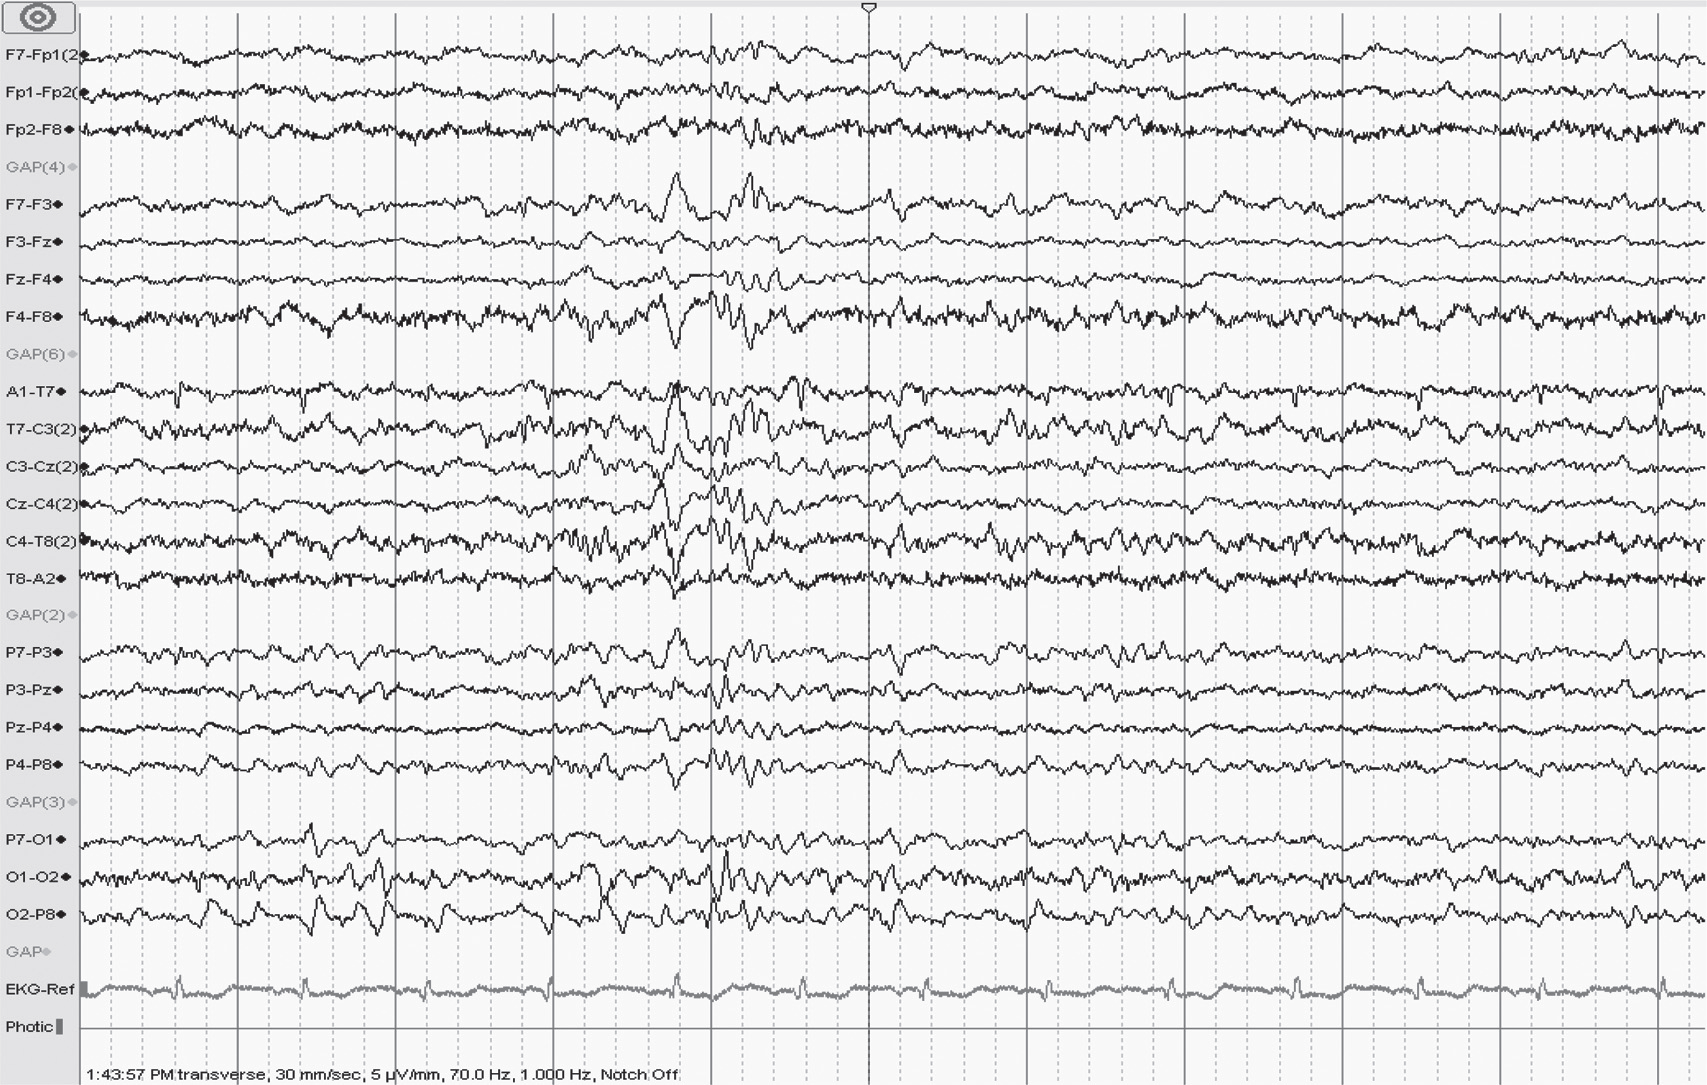 F7-Fp1(2
Fp1-Fp2(
Fp2-F8
GAP(4)
F7-F3
F3-Fz
Fz-F4
F4-F8
GAP(6)
A1-T7
T7-C3(2)
C3-Cz(2)
Cz-C4(2)
C4-T8(2)
T8-A2
GAP(2)
P7-P3
P3-Pz
Pz-P4
P4-P8
GAP(3)
P7-O1
O1-O2
O2-P8
GAP
EKG-Ref
Photic
1:43:57 PM transverse, 30 mm/sec, 5 µV/mm, 70.0 Hz, 1.000 Hz, Notch Off